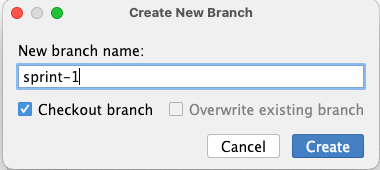 Create New Branch
New branch name:
sprint-1
Checkout branch Overwrite existing branch
Cancel Create